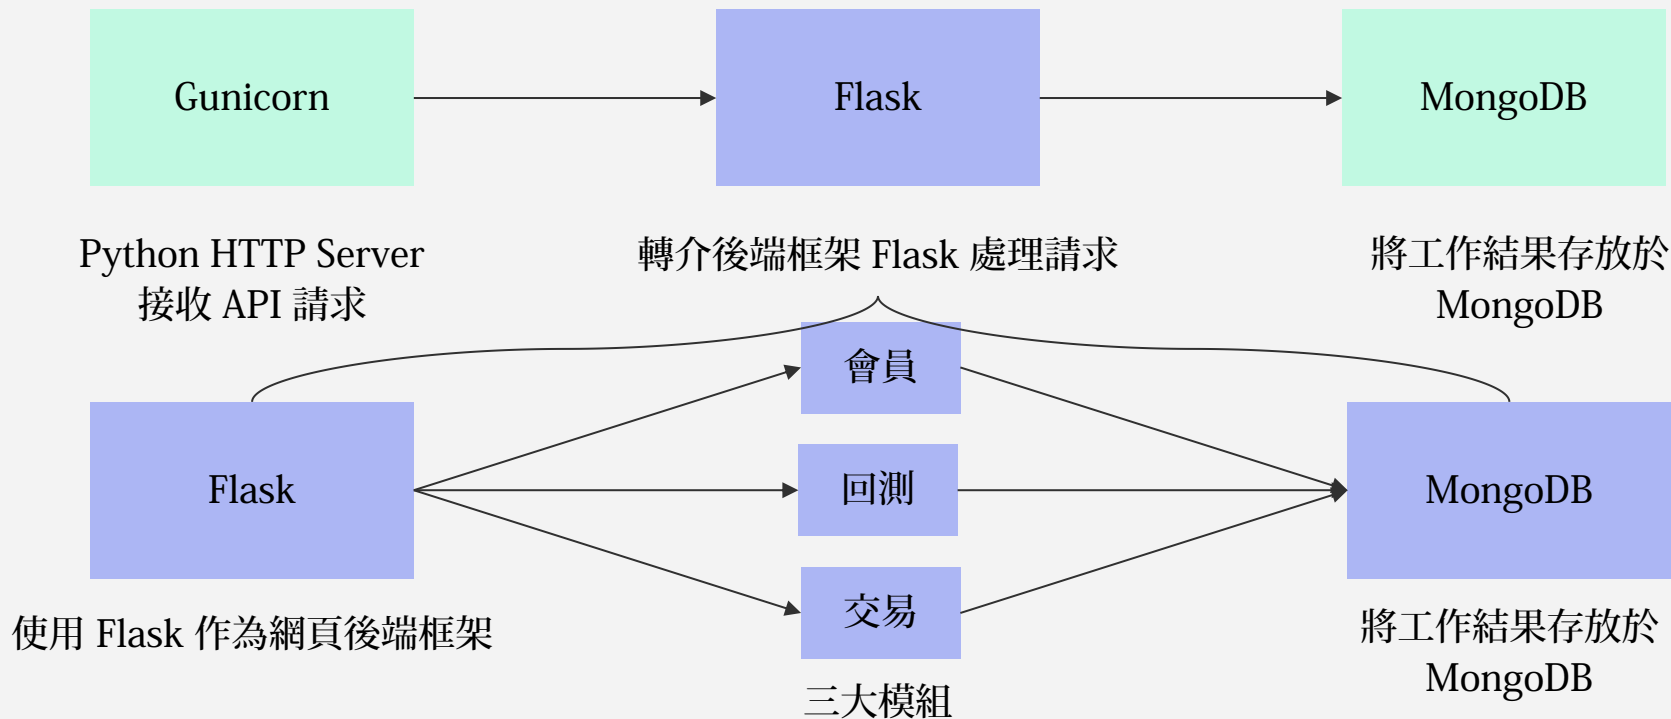 Gunicorn
Flask
MongoDB
Python HTTP Server
接收 API 請求
轉介後端框架 Flask 處理請求
將工作結果存放於
MongoDB
會員
Flask
回測
MongoDB
交易
使用 Flask 作為網頁後端框架
三大模組
將工作結果存放於
MongoDB